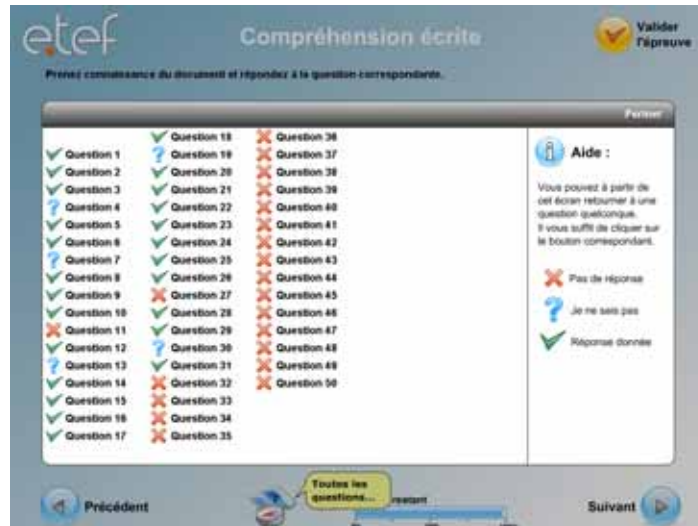 etef
Compréhension écrite
Valider
l'épreuve
Prenez connaissance du document et répondez à la question correspondante.
Fermer
Question 1
Question 2
Question 3
Question 4
Question 5
Question 6
Question 7
Question 8
Question 9
Question 10
Question 11
Question 12
Question 13
Question 14
Question 15
Question 16
Question 17
Question 18
Question 19
Question 20
Question 21
Question 22
Question 23
Question 24
Question 25
Question 26
Question 27
Question 28
Question 29
Question 30
Question 31
Question 32
Question 33
Question 34
Question 35
Question 36
Question 37
Question 38
Question 39
Question 40
Question 41
Question 42
Question 43
Question 44
Question 45
Question 46
Question 47
Question 48
Question 49
Question 50
Aide :
Vous pouvez à partir de
cet écran retourner à une
question quelconque.
Il vous suffit de cliquer sur
le bouton correspondant.
Pas de réponse
Je ne sais pas
Réponse donnée
Précédent
Toutes les
questions...
restant
Suivant